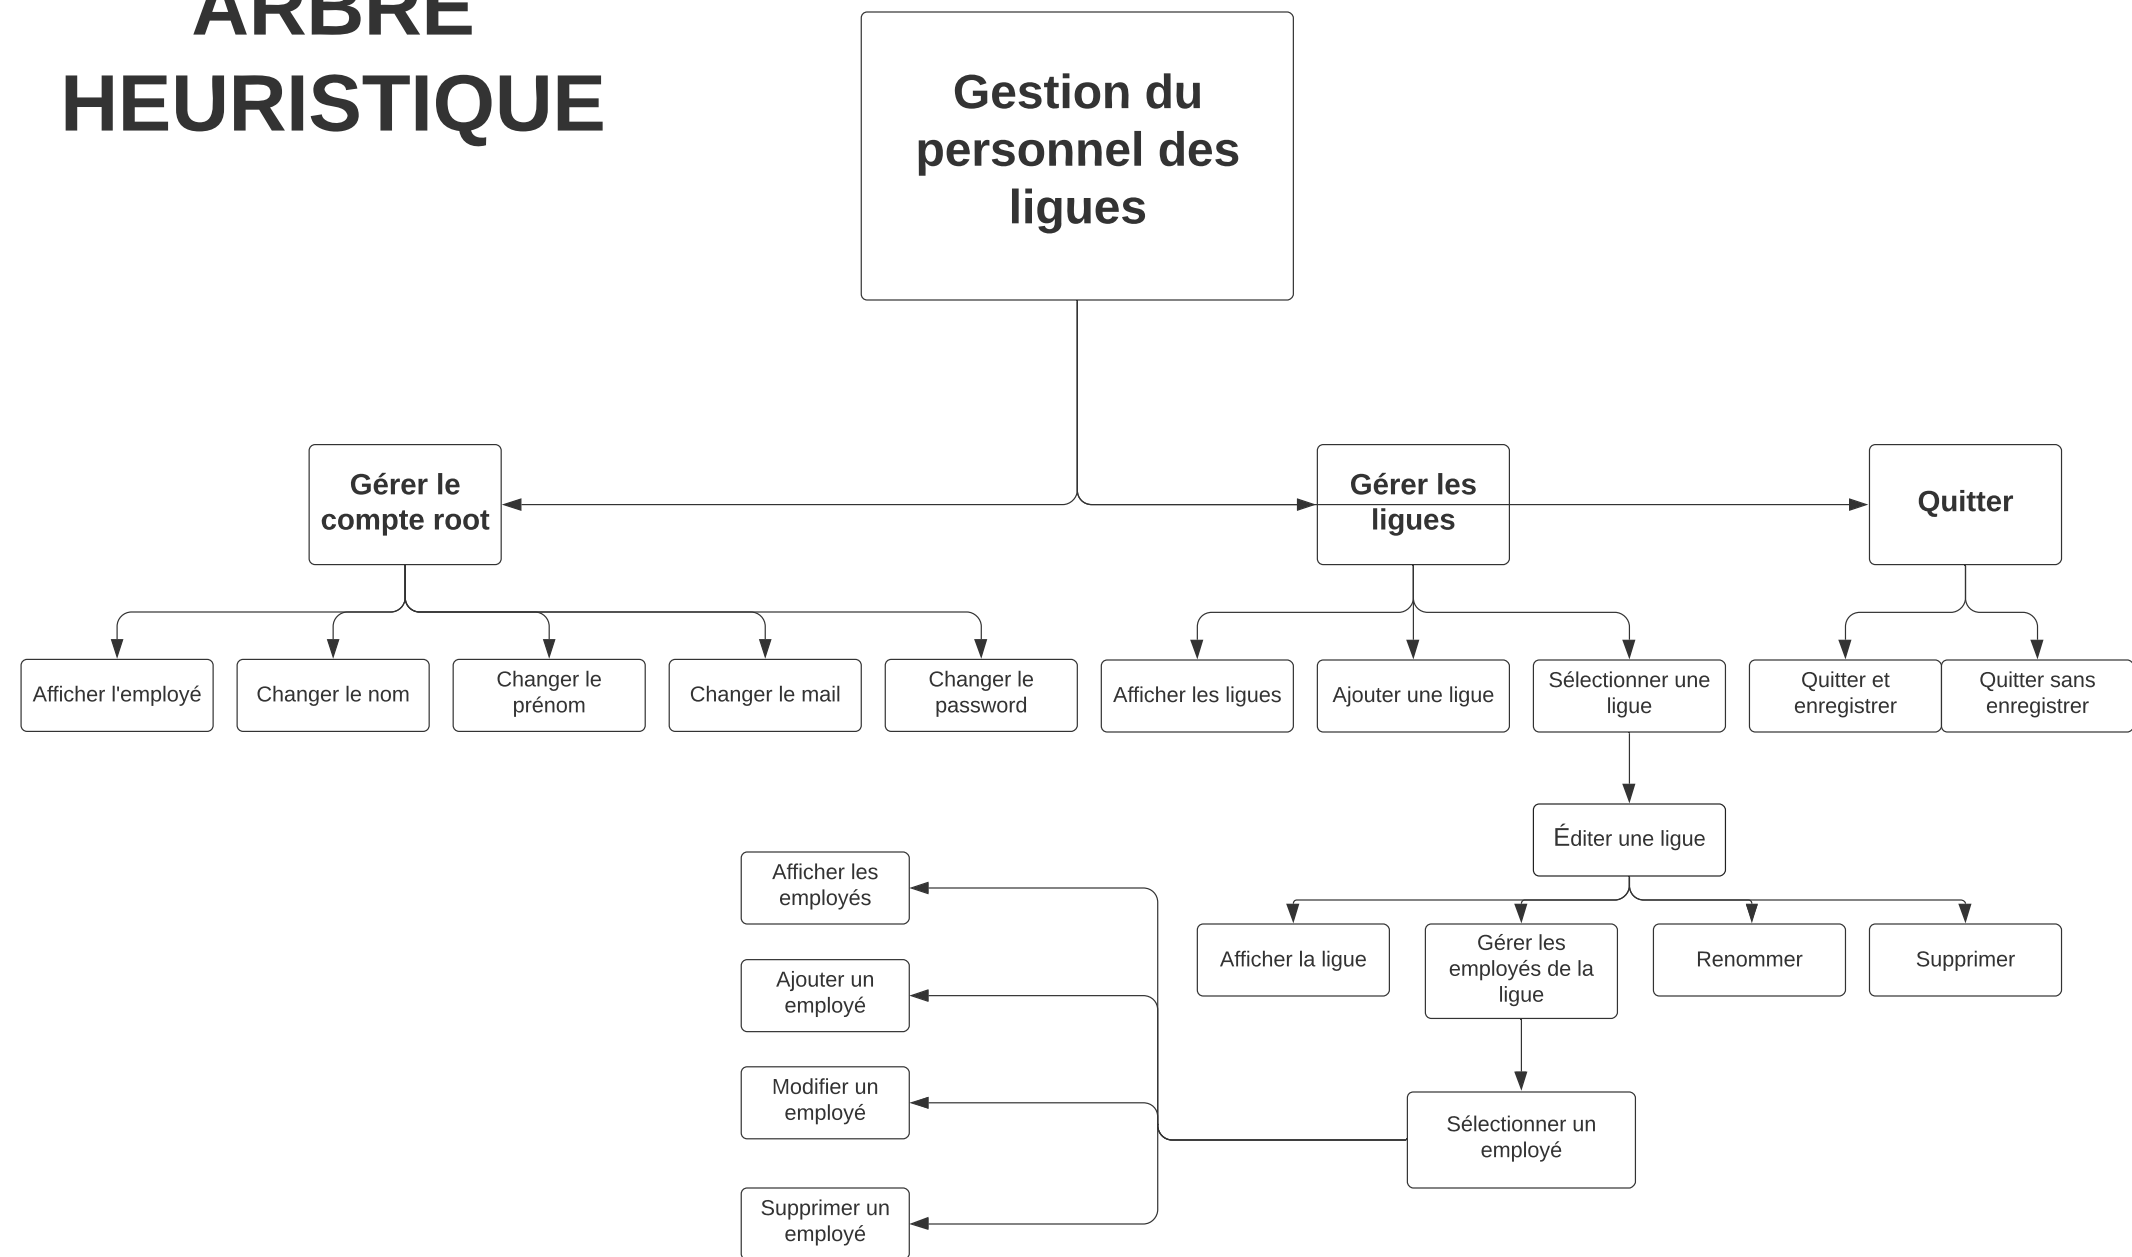 ARBRE
HEURISTIQUE
Gestion du
personnel des
ligues
Gérer le
compte root
Gérer les
ligues
Quitter
Afficher l'employé
Changer le nom
Changer le
prénom
Changer le mail
Changer le
password
Afficher les ligues
Ajouter une ligue
Sélectionner une
ligue
Quitter et
enregistrer
Quitter sans
enregistrer
Éditer une ligue
Afficher les
employés
Afficher la ligue
Gérer les
employés de la
ligue
Renommer
Supprimer
Ajouter un
employé
Modifier un
employé
Sélectionner un
employé
Supprimer un
employé